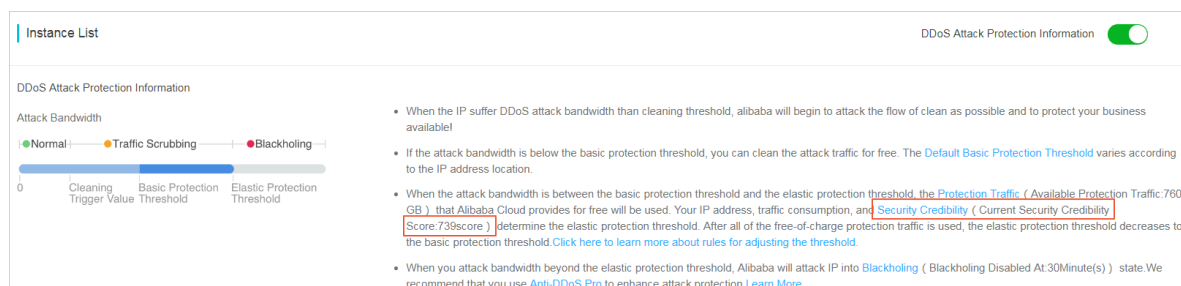 Instance List
DDoS Attack Protection Information
DDoS Attack Protection Information
Attack Bandwidth
Normal
Traffic Scrubbing
Blackholing
0
Cleaning
Trigger Value
Basic Protection
Threshold
Elastic Protection
Threshold
• When the IP suffer DDoS attack bandwidth than cleaning threshold, alibaba will begin to attack the flow of clean as possible and to protect your business
available!
• If the attack bandwidth is below the basic protection threshold, you can clean the attack traffic for free. The Default Basic Protection Threshold varies according
to the IP address location.
• When the attack bandwidth is between the basic protection threshold and the elastic protection threshold, the Protection Traffic ( Available Protection Traffic:760
GB ) that Alibaba Cloud provides for free will be used. Your IP address, traffic consumption, and Security Credibility ( Current Security Credibility
Score:739score ) determine the elastic protection threshold. After all of the free-of-charge protection traffic is used, the elastic protection threshold decreases to
the basic protection threshold.Click here to learn more about rules for adjusting the threshold.
• When you attack bandwidth beyond the elastic protection threshold, Alibaba will attack IP into Blackholing ( Blackholing Disabled At:30Minute(s) ) state.We
recommend that you use Anti-DDoS Pro to enhance attack protection.Learn More